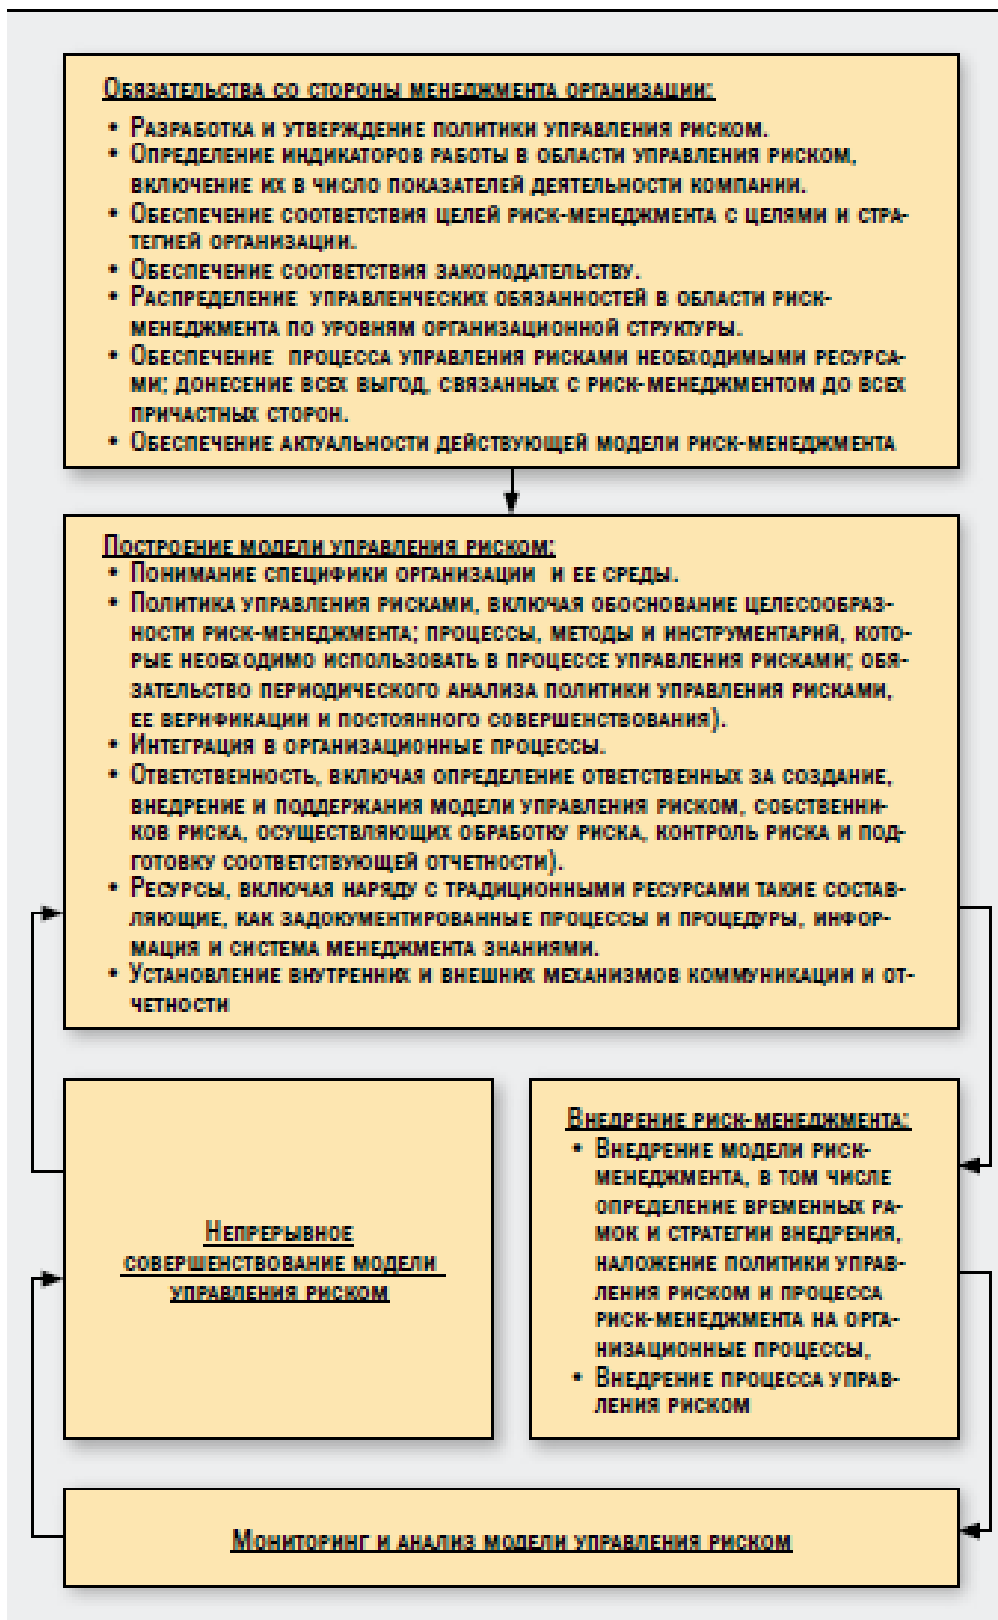 Обязательства со стороны менеджмента организации:
• Разработка и утверждение политики управления риском.
• Определение индикаторов работы в области управления риском,
включение их в число показателей деятельности компании.
• Обеспечение соответствия целей риск-менеджмента с целями и стра-
тегией организации.
• Обеспечение соответствия законодательству.
• Распределение управленческих обязанностей в области риск-
менеджмента по уровням организационной структуры.
• Обеспечение процесса управления рисками необходимыми ресурса-
ми; донесение всех выгод, связанных с риск-менеджментом до всех
причастных сторон.
• Обеспечение актуальности действующей модели риск-менеджмента
Построение модели управления риском:
• Понимание специфики организации и ее среды.
• Политика управления рисками, включая обоснование целесообраз-
ности риск-менеджмента; процессы, методы и инструментарий, кото-
рые необходимо использовать в процессе управления рисками; обя-
зательство периодического анализа политики управления рисками,
ее верификации и постоянного совершенствования).
• Интеграция в организационные процессы.
• Ответственность, включая определение ответственных за создание,
внедрение и поддержания модели управления риском, собственни-
ков риска, осуществляющих обработку риска, контроль риска и под-
готовку соответствующей отчетности).
• Ресурсы, включая наряду с традиционными ресурсами такие состав-
ляющие, как задокументированные процессы и процедуры, инфор-
мация и система менеджмента знаниями.
• Установление внутренних и внешних механизмов коммуникации и от-
четности
Непрерывное
совершенствование модели
управления риском
Внедрение риск-менеджмента:
• Внедрение модели риск-
менеджмента, в том числе
определение временных ра-
мок и стратегии внедрения,
наложение политики управ-
ления риском и процесса
риск-менеджмента на орга-
низационные процессы,
• Внедрение процесса управ-
ления риском
Мониторинг и анализ модели управления риском